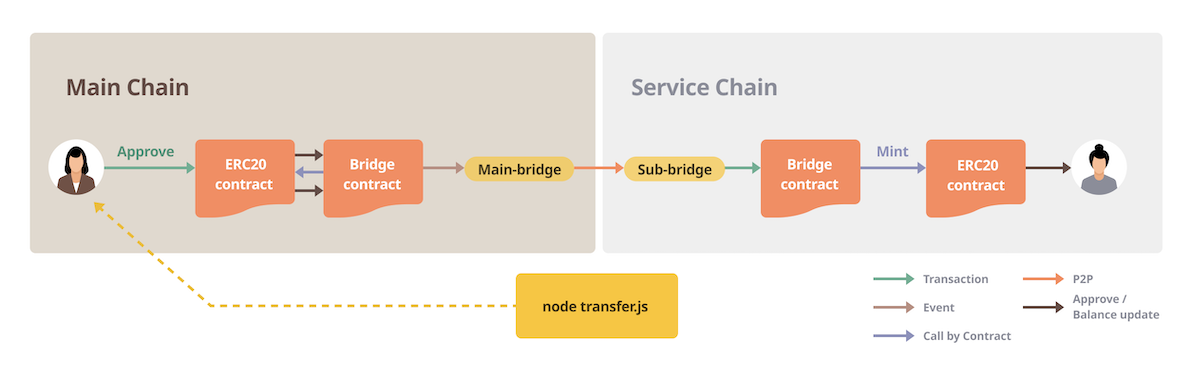 Main Chain
Service Chain
Approve
ERC20
contract
Bridge
contract
Main-bridge
Sub-bridge
Bridge
contract
Mint
ERC20
contract
node transfer.js
Transaction
P2P
Event
Approve /
Balance update
Call by Contract